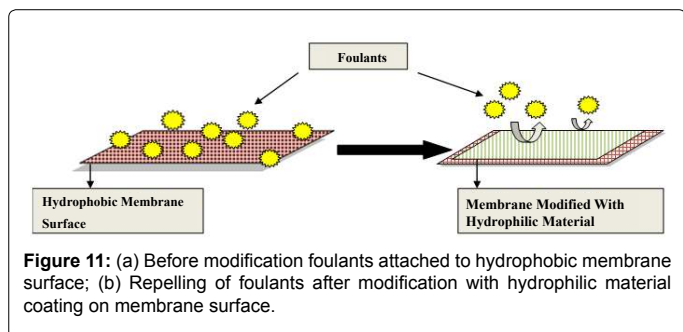 Foulants
Hydrophobic Membrane
Surface
Membrane Modified With
Hydrophilic Material
Figure 11: (a) Before modification foulants attached to hydrophobic membrane
surface; (b) Repelling of foulants after modification with hydrophilic material
coating on membrane surface.